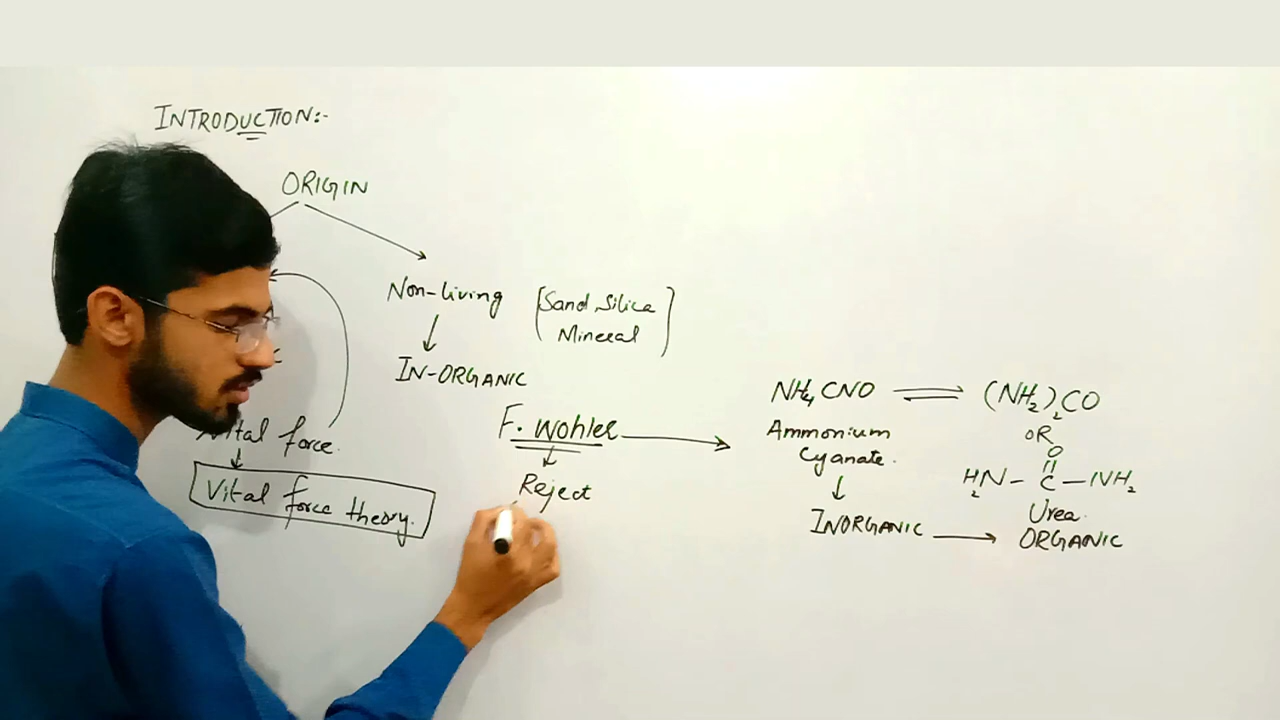 INTRODUCTION:-
ORIGIN
Non-living [Sand, Silica
Mineral]
IN-ORGANIC
Vital force.
Vital force theory.
F. Wohler
Reject
NH₄CNO ⇌ (NH₂)₂CO
Ammonium
Cyanate.
INORGANIC → ORGANIC
OR
O
H₂N-C-NH₂
Urea